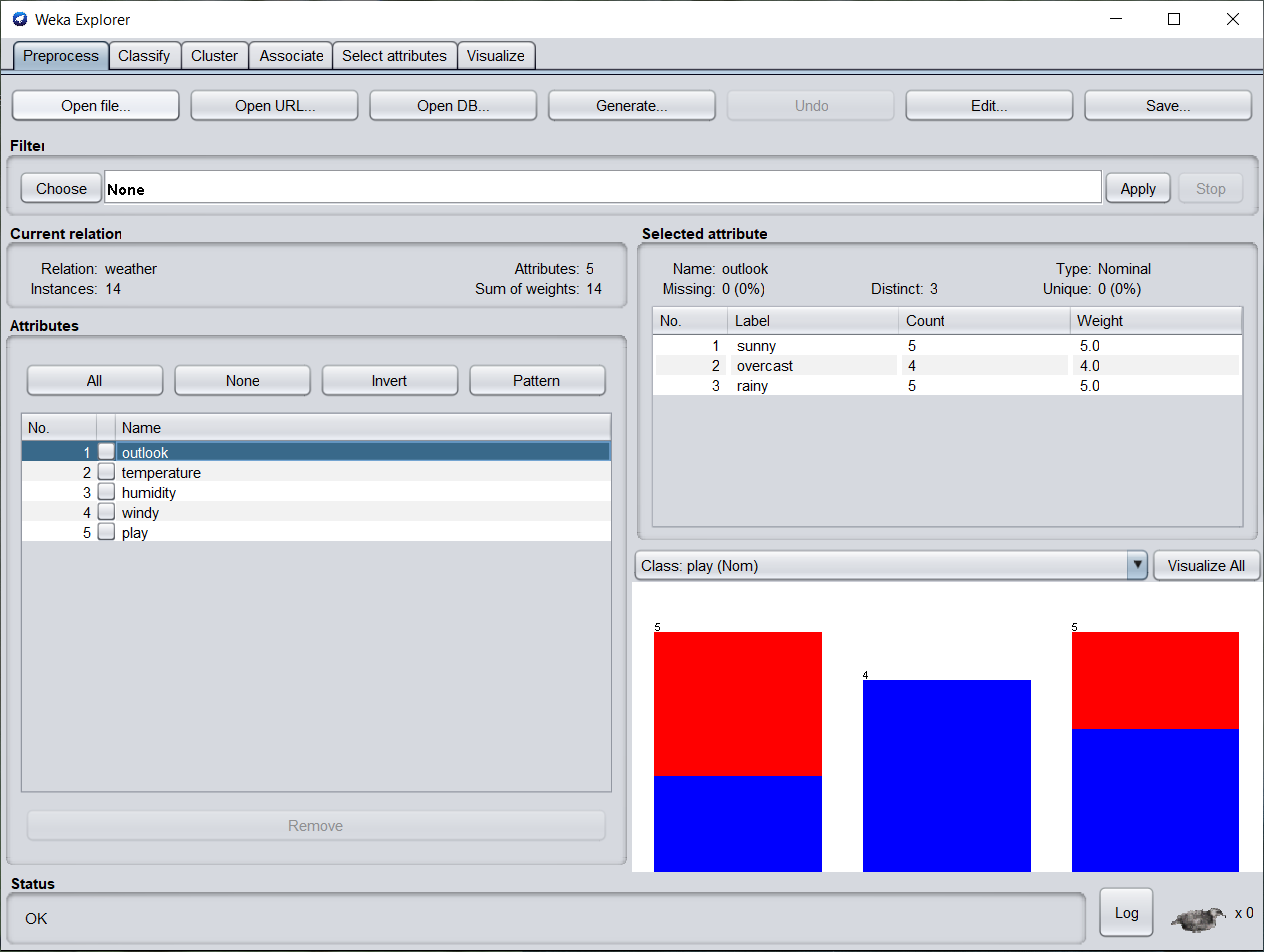 Weka Explorer
Preprocess Classify Cluster Associate Select attributes Visualize
Open file... Open URL... Open DB... Generate... Undo Edit... Save...
Filter
Choose None Apply Stop
Current relation
Relation: weather Attributes: 5
Instances: 14 Sum of weights: 14
Selected attribute
Name: outlook Type: Nominal
Missing: 0 (0%) Distinct: 3 Unique: 0 (0%)
No. Label Count Weight
1 sunny 5 5.0
2 overcast 4 4.0
3 rainy 5 5.0
Attributes
All None Invert Pattern
No. Name
1 outlook
2 temperature
3 humidity
4 windy
5 play
Remove
Class: play (Nom) Visualize All
5 4 5
Status
OK
Log x 0